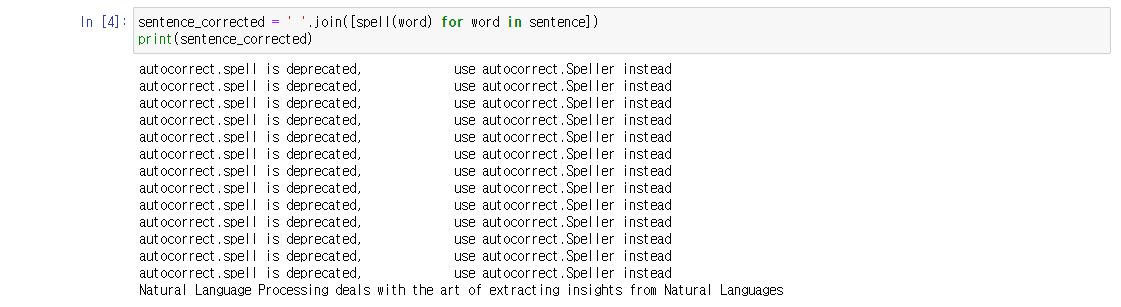 In [4]: sentence_corrected = ' '.join([spell(word) for word in sentence])
print(sentence_corrected)
autocorrect.spell is deprecated,             use autocorrect.Speller instead
autocorrect.spell is deprecated,             use autocorrect.Speller instead
autocorrect.spell is deprecated,             use autocorrect.Speller instead
autocorrect.spell is deprecated,             use autocorrect.Speller instead
autocorrect.spell is deprecated,             use autocorrect.Speller instead
autocorrect.spell is deprecated,             use autocorrect.Speller instead
autocorrect.spell is deprecated,             use autocorrect.Speller instead
autocorrect.spell is deprecated,             use autocorrect.Speller instead
autocorrect.spell is deprecated,             use autocorrect.Speller instead
autocorrect.spell is deprecated,             use autocorrect.Speller instead
autocorrect.spell is deprecated,             use autocorrect.Speller instead
autocorrect.spell is deprecated,             use autocorrect.Speller instead
autocorrect.spell is deprecated,             use autocorrect.Speller instead
Natural Language Processing deals with the art of extracting insights from Natural Languages